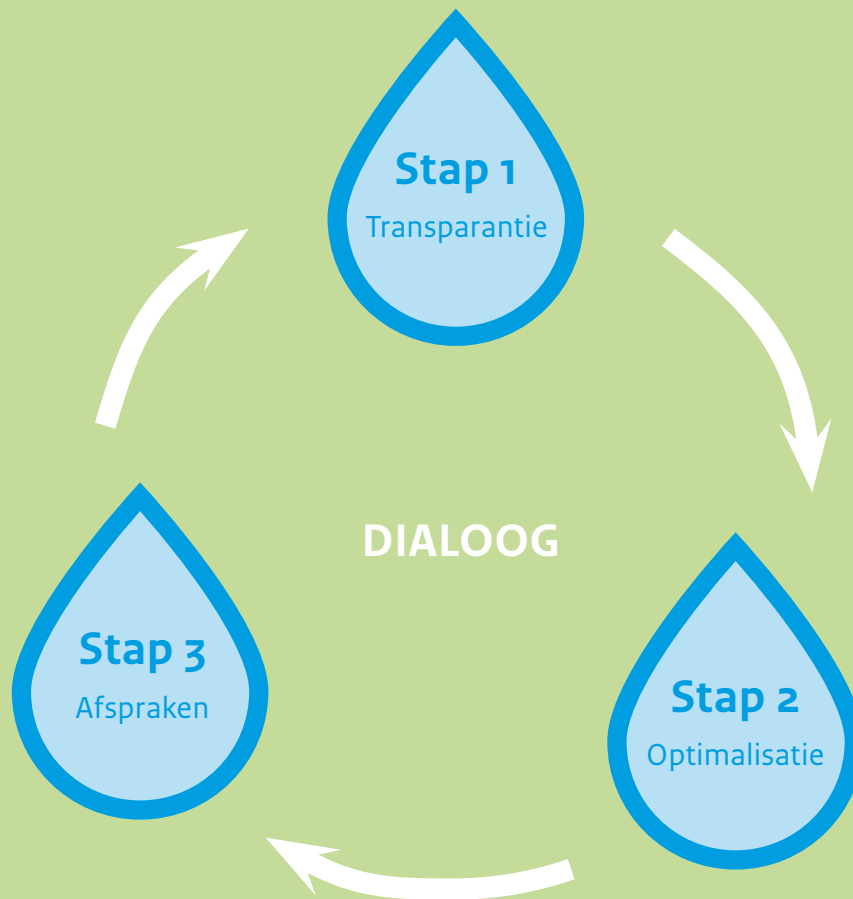 Stap 1
Transparantie
DIALOOG
Stap 3
Afspraken
Stap 2
Optimalisatie